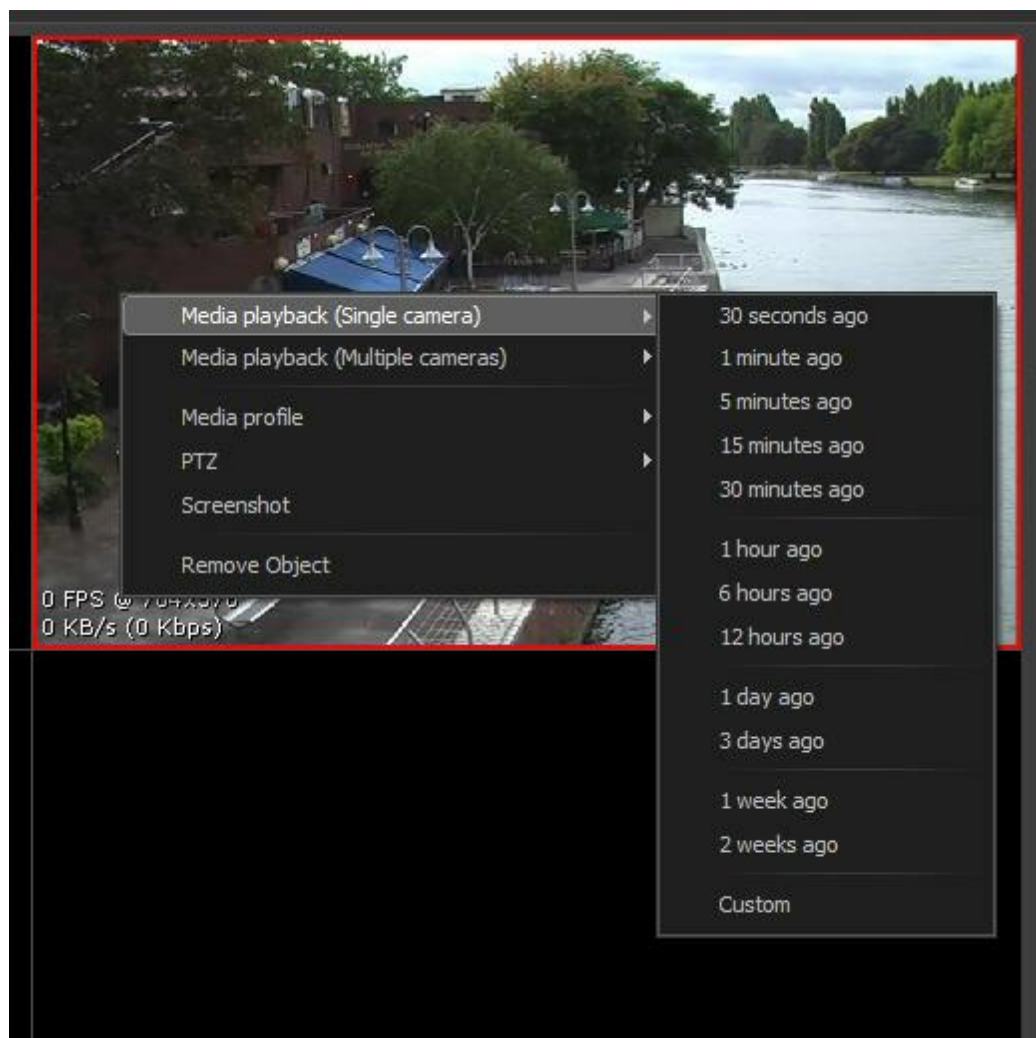 Media playback (Single camera)
Media playback (Multiple cameras)
Media profile
PTZ
Screenshot
Remove Object
30 seconds ago
1 minute ago
5 minutes ago
15 minutes ago
30 minutes ago
1 hour ago
6 hours ago
12 hours ago
1 day ago
3 days ago
1 week ago
2 weeks ago
Custom
0 FPS @
0 KB/s (0 Kbps)